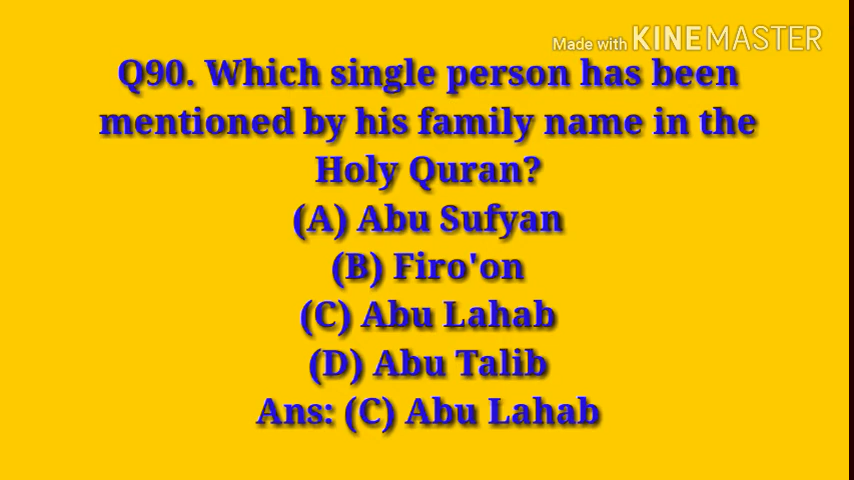 Made with KINEMASTER
Q90. Which single person has been
mentioned by his family name in the
Holy Quran?
(A) Abu Sufyan
(B) Firo'on
(C) Abu Lahab
(D) Abu Talib
Ans: (C) Abu Lahab